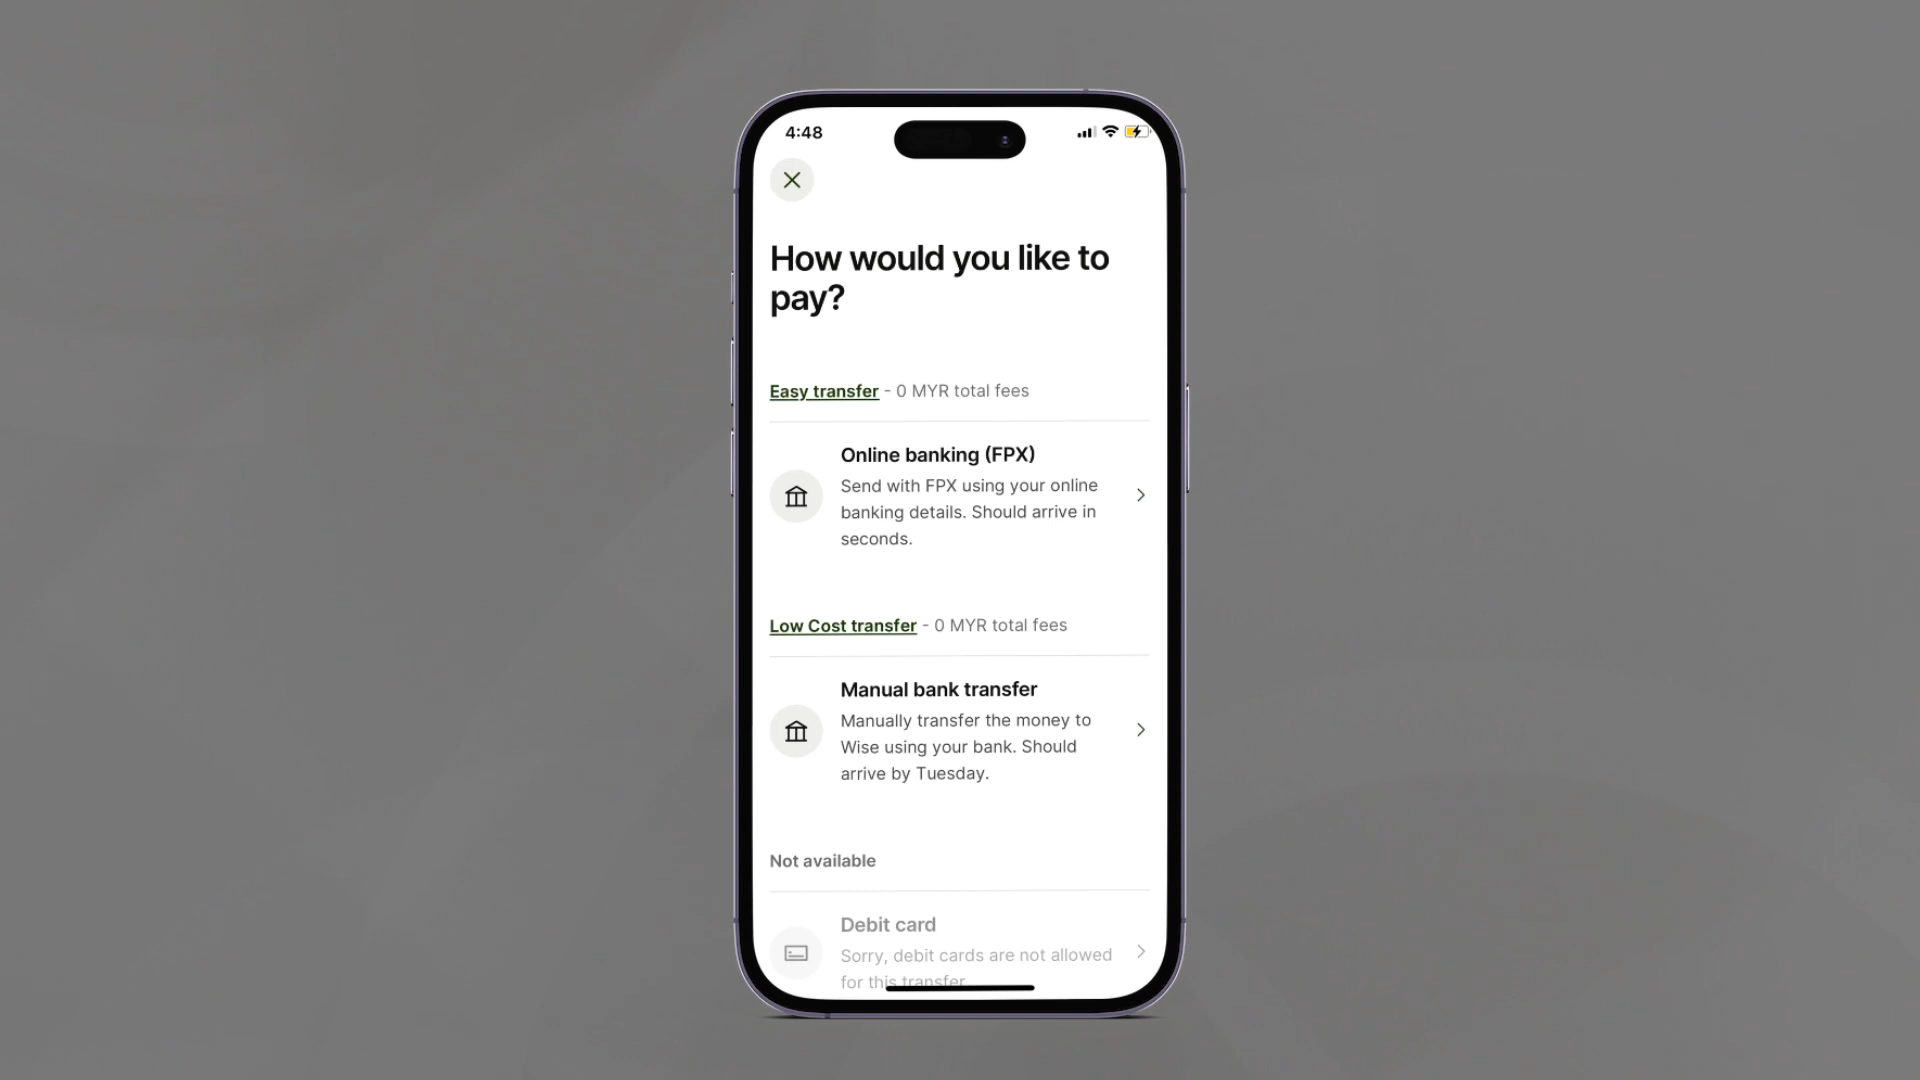 4:48
How would you like to
pay?
Easy transfer - 0 MYR total fees
Online banking (FPX)
Send with FPX using your online
banking details. Should arrive in
seconds.
Low Cost transfer - 0 MYR total fees
Manual bank transfer
Manually transfer the money to
Wise using your bank. Should
arrive by Tuesday.
Not available
Debit card
Sorry, debit cards are not allowed
for this transfer